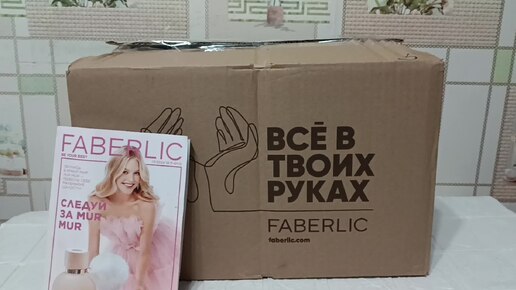 FABERLIC
BE YOUR BEST
СЛЕДУЙ
ЗА MUR
MUR
ВСЁ В
ТВОИХ
РУКАХ
FABERLIC
faberlic.com